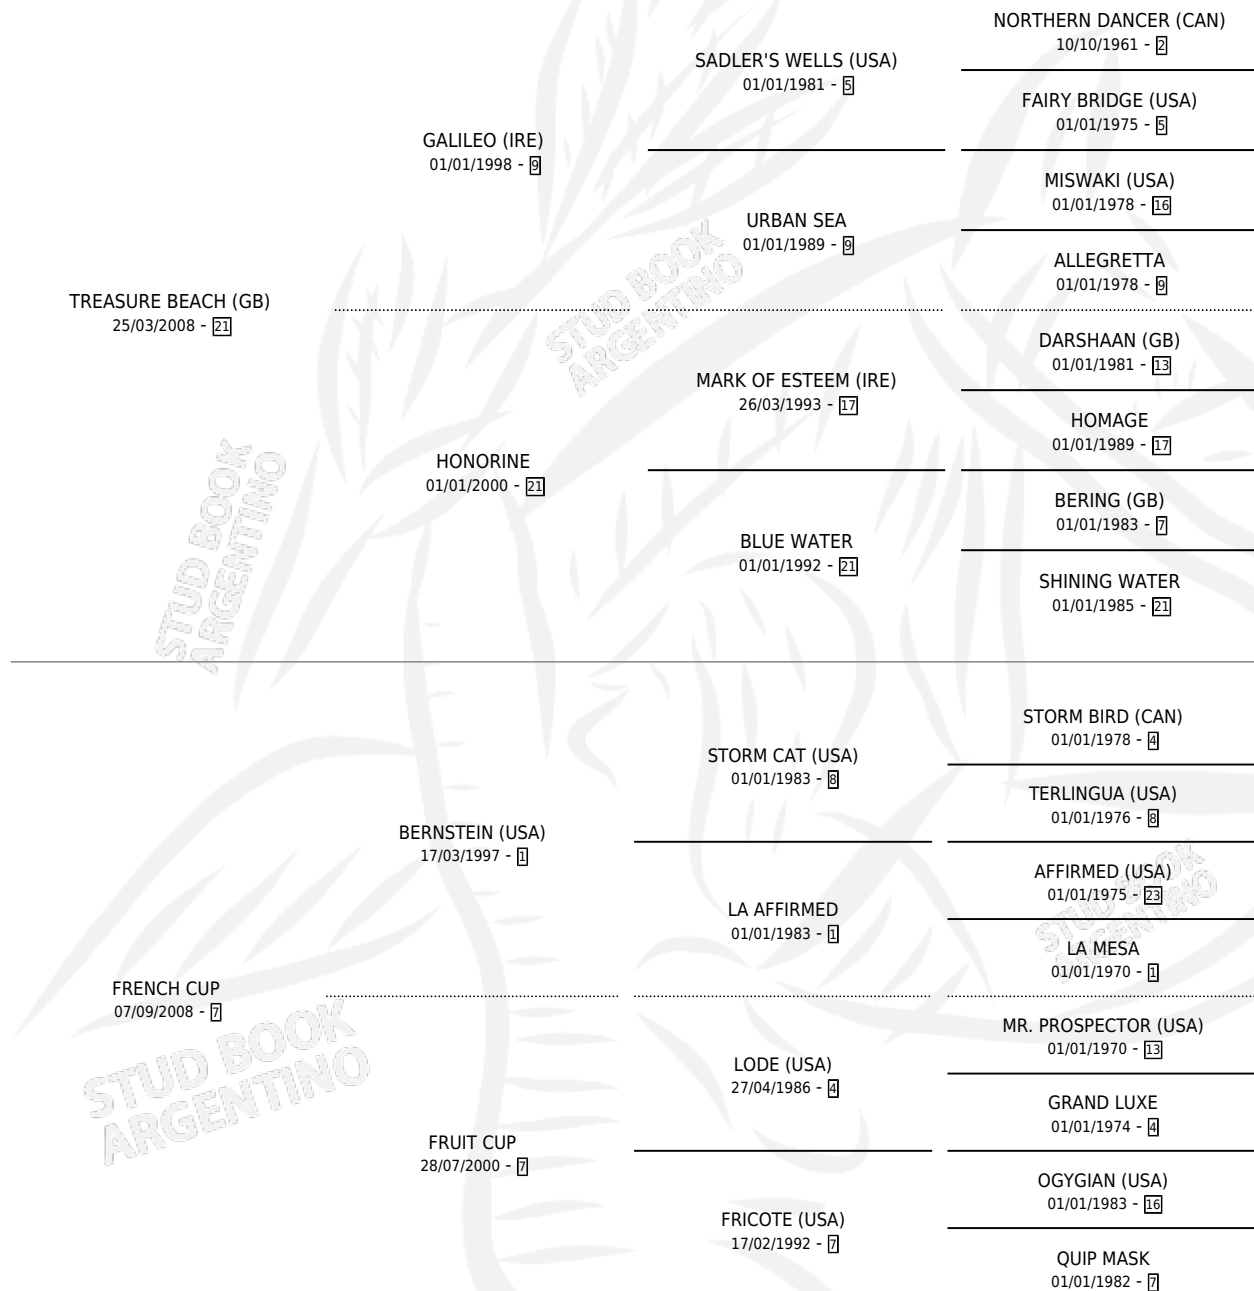 NORTHERN DANCER (CAN)
10/10/1961 - 2
SADLER'S WELLS (USA)
01/01/1981 - 5
FAIRY BRIDGE (USA)
01/01/1975 - 5
GALILEO (IRE)
01/01/1998 - 9
MISWAKI (USA)
01/01/1978 - 16
URBAN SEA
01/01/1989 - 9
ALLEGRETTA
01/01/1978 - 9
TREASURE BEACH (GB)
25/03/2008 - 21
DARSHAAN (GB)
01/01/1981 - 13
MARK OF ESTEEM (IRE)
26/03/1993 - 17
HOMAGE
01/01/1989 - 17
HONORINE
01/01/2000 - 21
BERING (GB)
01/01/1983 - 7
BLUE WATER
01/01/1992 - 21
SHINING WATER
01/01/1985 - 21
STORM BIRD (CAN)
01/01/1978 - 4
STORM CAT (USA)
01/01/1983 - 8
TERLINGUA (USA)
01/01/1976 - 8
BERNSTEIN (USA)
17/03/1997 - 1
AFFIRMED (USA)
01/01/1975 - 23
LA AFFIRMED
01/01/1983 - 1
LA MESA
01/01/1970 - 1
FRENCH CUP
07/09/2008 - 7
MR. PROSPECTOR (USA)
01/01/1970 - 13
LODE (USA)
27/04/1986 - 4
GRAND LUXE
01/01/1974 - 4
FRUIT CUP
28/07/2000 - 7
OGYGIAN (USA)
01/01/1983 - 16
FRICOTE (USA)
17/02/1992 - 7
QUIP MASK
01/01/1982 - 7
STUD BOOK
ARGENTINO
STUD BOOK
ARGENTINO
STUD BOOK
ARGENTINO
STUD BOOK
ARGENTINO